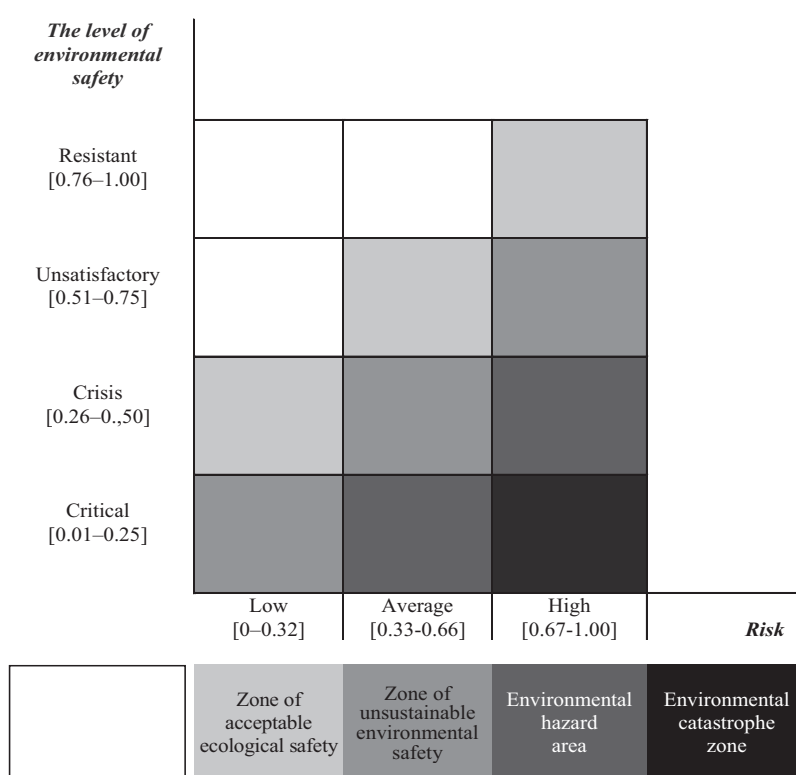 The level of
environmental
safety
Resistant
[0.76–1.00]
Unsatisfactory
[0.51–0.75]
Crisis
[0.26–0.,50]
Critical
[0.01–0.25]
Low
[0–0.32]
Average
[0.33-0.66]
High
[0.67-1.00]
Risk
Zone of
acceptable
ecological safety
Zone of
unsustainable
environmental
safety
Environmental
hazard
area
Environmental
catastrophe
zone